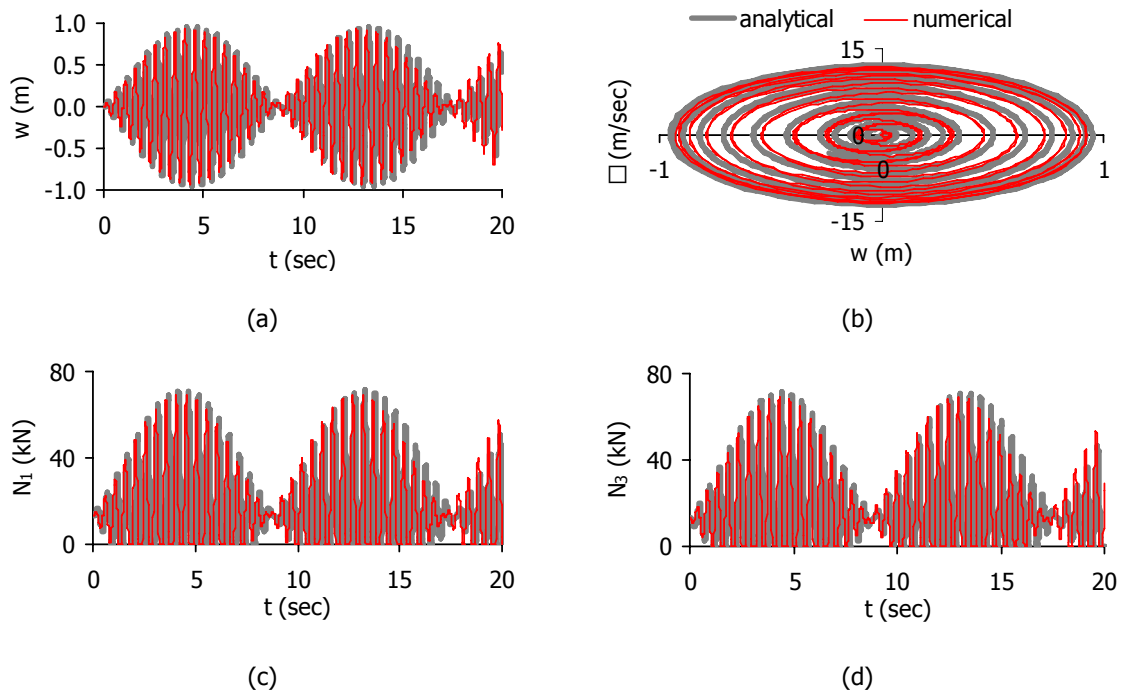 1.0
0.5
0.0
-0.5
-1.0
w (m)
0 5 10 15 20
t (sec)
(a)
analytical numerical
15
0
-15
□ (m/sec)
-1 0 1
w (m)
(b)
80
40
0
N₁ (kN)
0 5 10 15 20
t (sec)
(c)
80
40
0
N₃ (kN)
0 5 10 15 20
t (sec)
(d)